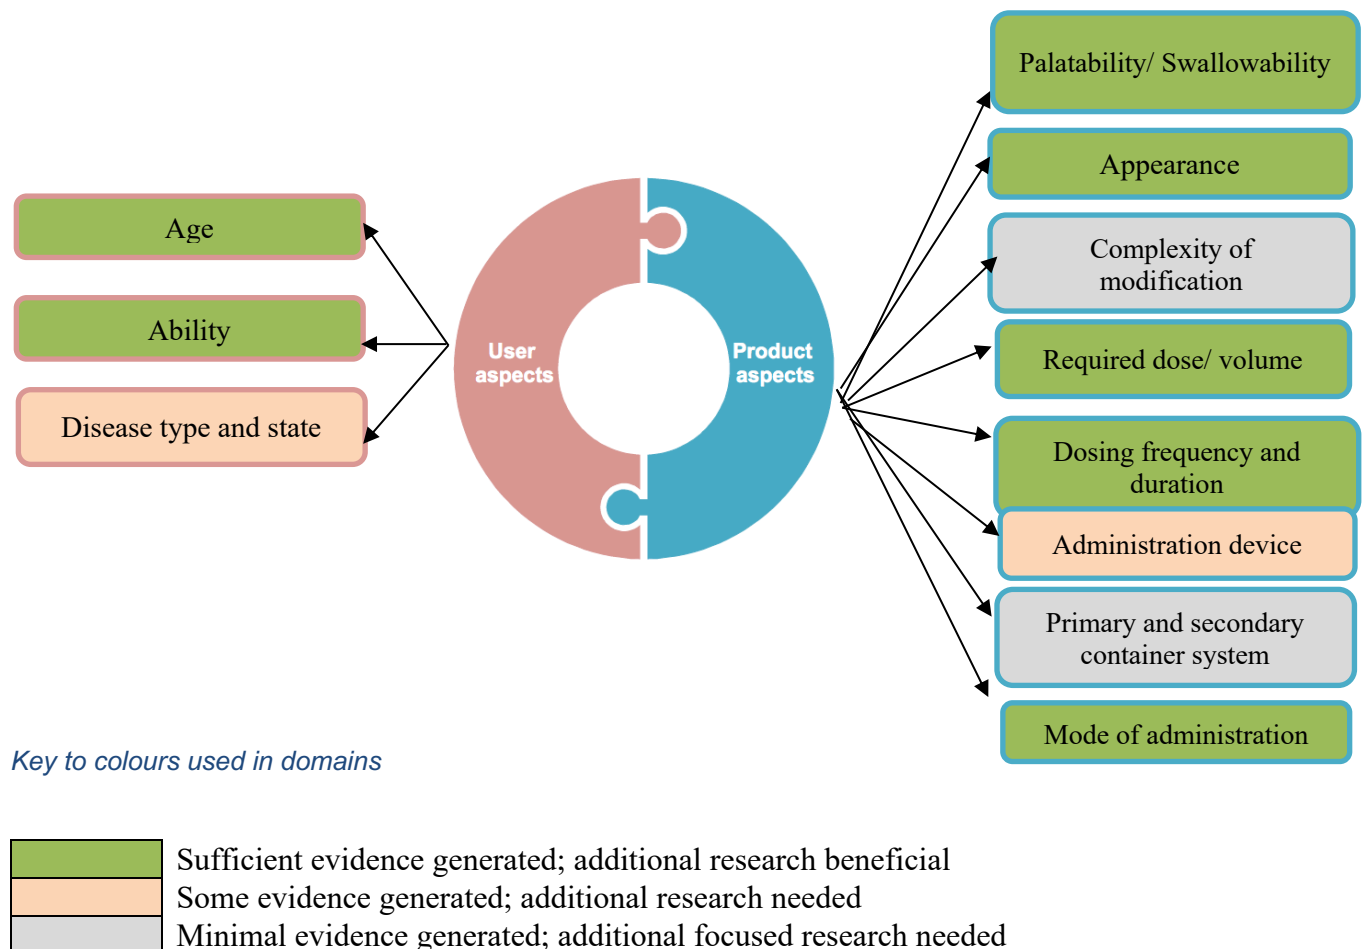 Age
Ability
Disease type and state
User
aspects
Product
aspects
Palatability/ Swallowability
Appearance
Complexity of
modification
Required dose/ volume
Dosing frequency and
duration
Administration device
Primary and secondary
container system
Mode of administration
Key to colours used in domains
Sufficient evidence generated; additional research beneficial
Some evidence generated; additional research needed
Minimal evidence generated; additional focused research needed